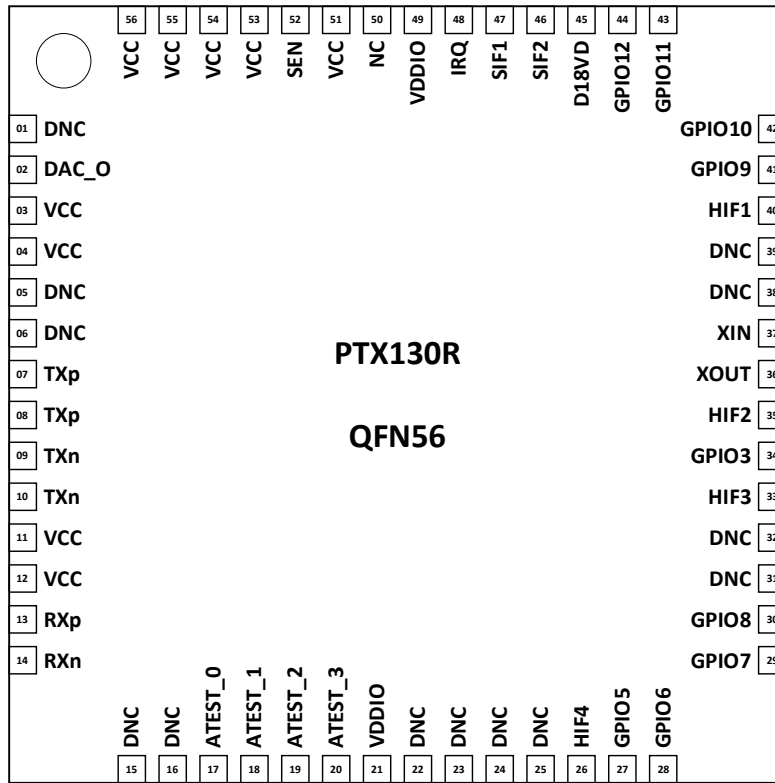 56 55 54 53 52 51 50 49 48 47 46 45 44 43
VCC VCC VCC VCC SEN VCC NC VDDIO IRQ SIF1 SIF2 D18VD GPIO12 GPIO11
01 DNC
GPIO10 42
02 DAC_O
GPIO9 41
03 VCC
HIF1 40
04 VCC
DNC 39
05 DNC
DNC 38
06 DNC
XIN 37
PTX130R
07 TXp
XOUT 36
08 TXp
HIF2 35
QFN56
09 TXn
GPIO3 34
10 TXn
HIF3 33
11 VCC
DNC 32
12 VCC
DNC 31
13 RXp
GPIO8 30
14 RXn
GPIO7 29
DNC DNC ATEST_0 ATEST_1 ATEST_2 ATEST_3 VDDIO DNC DNC DNC DNC HIF4 GPIO5 GPIO6
15 16 17 18 19 20 21 22 23 24 25 26 27 28